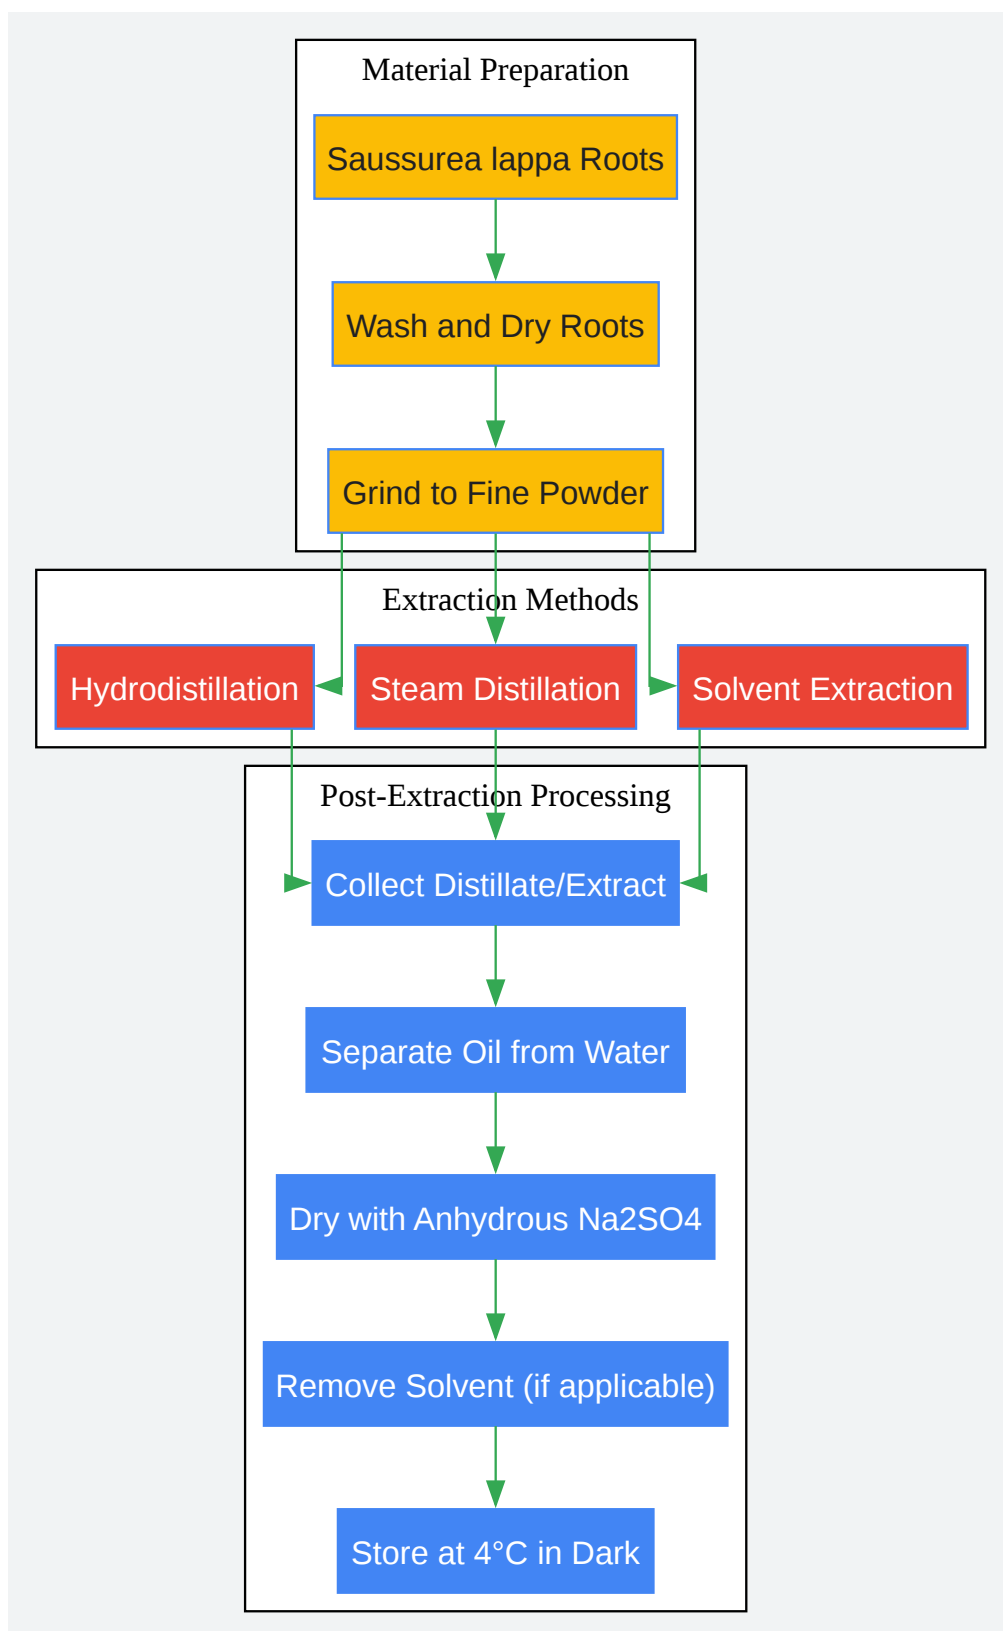 Material Preparation
Saussurea lappa Roots
Wash and Dry Roots
Grind to Fine Powder
Extraction Methods
Hydrodistillation
Steam Distillation
Solvent Extraction
Post-Extraction Processing
Collect Distillate/Extract
Separate Oil from Water
Dry with Anhydrous Na2SO4
Remove Solvent (if applicable)
Store at 4°C in Dark